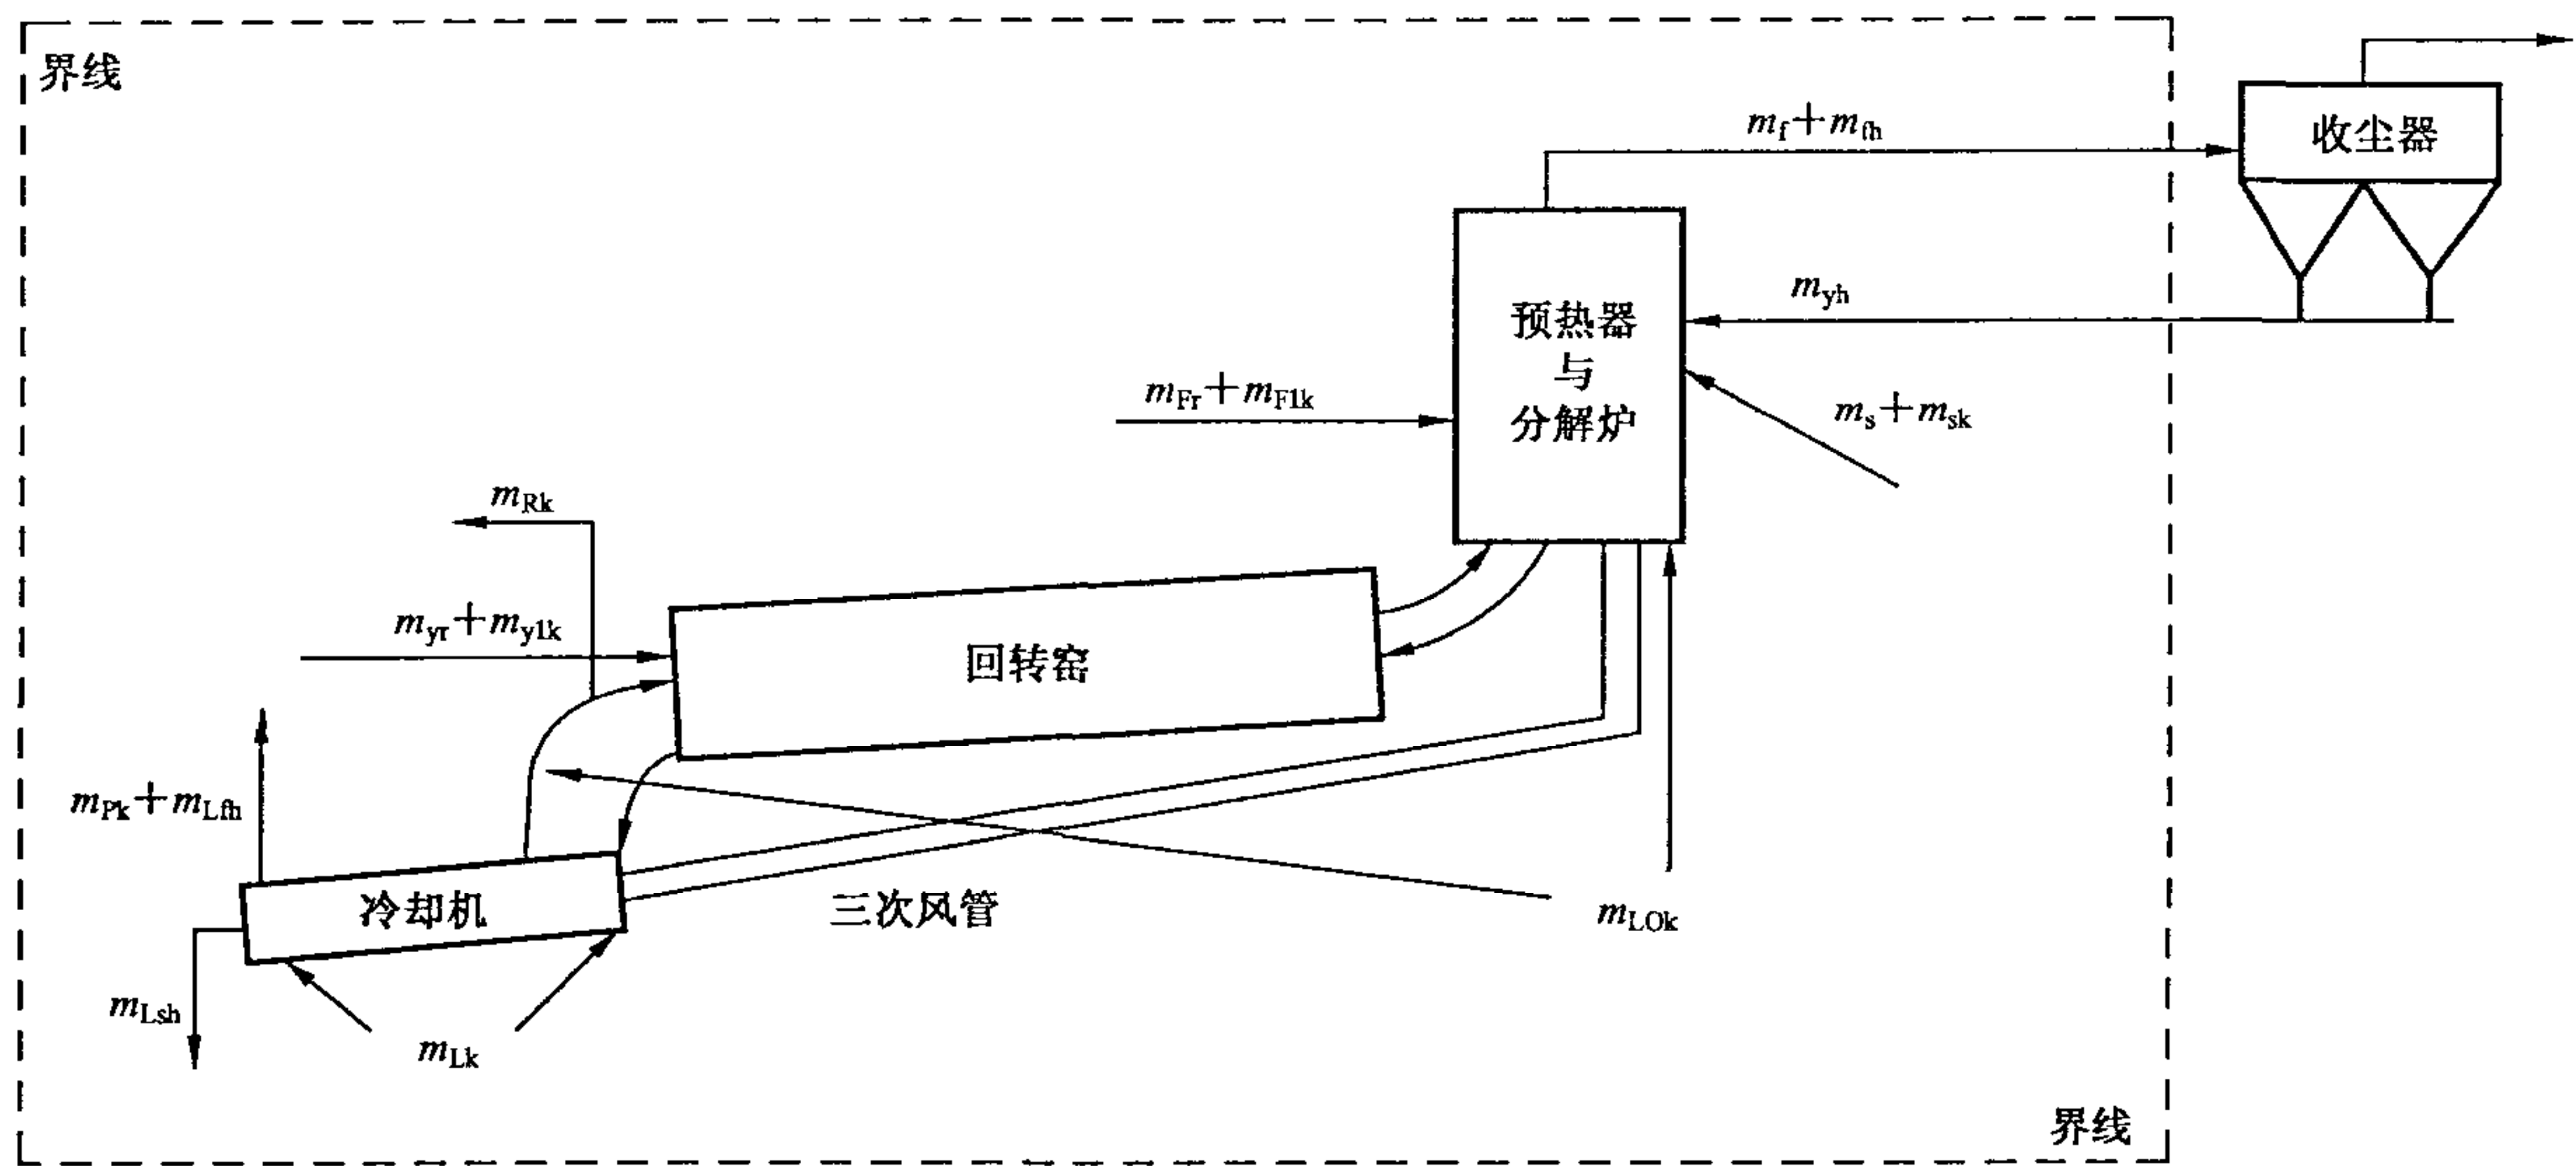 界线
m_f+m_fh
收尘器
m_yh
预热器
与
分解炉
m_Fr+m_F1k
m_s+m_sk
m_Rk
m_yr+m_y1k
回转窑
m_Pk+m_Lfh
冷却机
三次风管
m_LOk
m_Lsh
m_Lk
界线